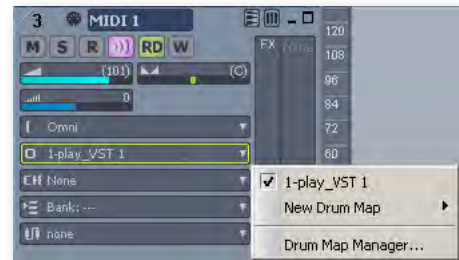 3 MIDI 1
M S R RD W
FX
(101) (C)
0
Omni
1-play_VST 1
CH None
Bank: ---
none
120
108
96
84
72
60
1-play_VST 1
New Drum Map
Drum Map Manager...